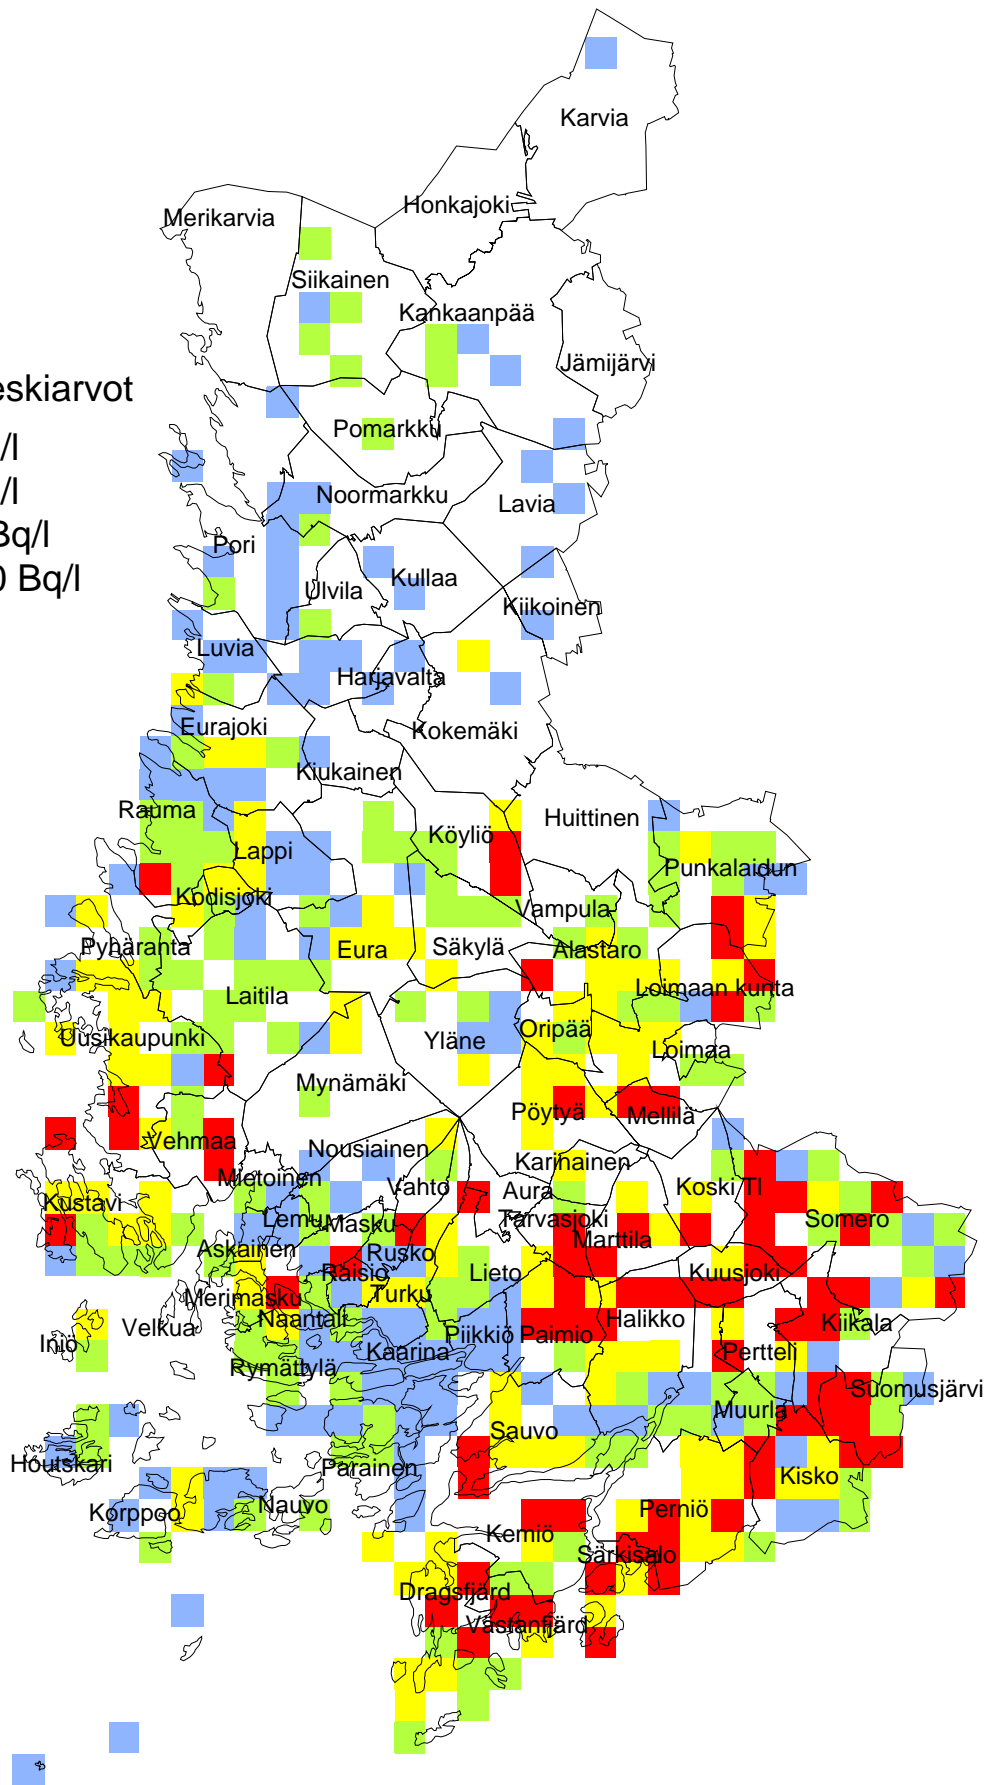 Karvia
Honkajoki
Merikarvia
Siikainen
Kankaanpää
Jämijärvi
eskiarvot
Pomarkku
/l
/l
Noormarkku
Lavia
Bq/l
Pori
0 Bq/l
Ulvila
Kullaa
Kiikoinen
Luvia
Harjavalta
Eurajoki
Kokemäki
Kiukainen
Rauma
Huittinen
Köyliö
Lappi
Punkalaidun
Kodisjoki
Vampula
Pyhäranta
Eura
Säkylä
Alastaro
Laitila
Loimaan kunta
Uusikaupunki
Yläne
Oripää
Loimaa
Mynämäki
Pöytyä
Mellilä
Vehmaa
Nousiainen
Karinainen
Mietoinen
Vahto
Aura
Koski Tl
Kustavi
Lemu
Masku
Tarvasjoki
Somero
Askainen
Rusko
Marttila
Raisio
Lieto
Kuusjoki
Merimasku
Turku
Naantali
Velkua
Piikkiö
Paimio
Halikko
Kiikala
Iniö
Kaarina
Pertteli
Rymättylä
Suomusjärvi
Muurla
Sauvo
Houtskari
Parainen
Kisko
Korppoo
Nauvo
Perniö
Kemiö
Särkisalo
Dragsfjärd
Västanfjärd